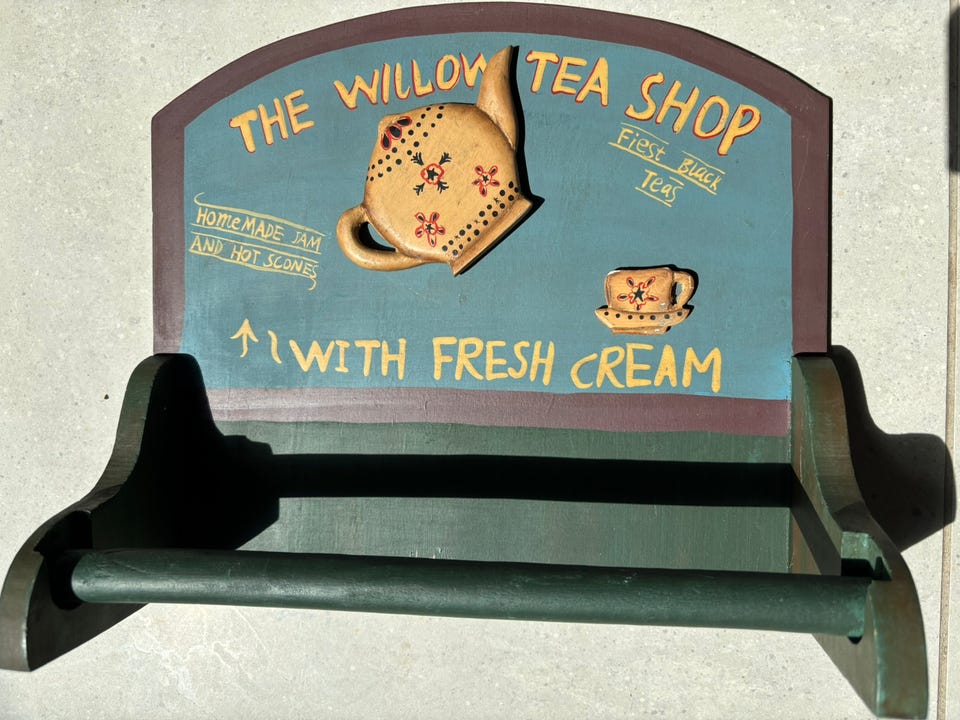 THE WILLOW TEA SHOP
Fiest Black
Teas
HOMEMADE JAM
AND HOT SCONES
WITH FRESH CREAM